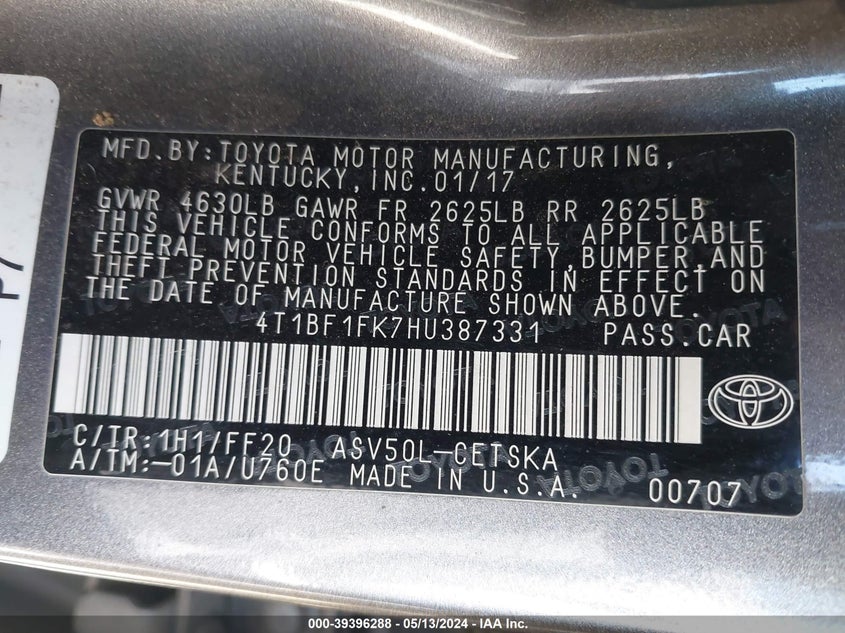 MFD.BY:TOYOTA MOTOR MANUFACTURING,
KENTUCKY,INC.01/17
GVWR 4630LB GAWR FR 2625LB RR 2625LB
THIS VEHICLE CONFORMS TO ALL APPLICABLE
FEDERAL MOTOR VEHICLE SAFETY,BUMPER,AND
THEFT PREVENTION STANDARDS IN EFFECT ON
THE DATE OF MANUFACTURE SHOWN ABOVE.
4T1BF1FK7HU387331 PASS.CAR
C/TR:1H1/FF20 ASV50L-CETSKA
A/TM:-01A/U760E MADE IN U.S.A. 00707
000-39396288 - 05/13/2024 - IAA Inc.